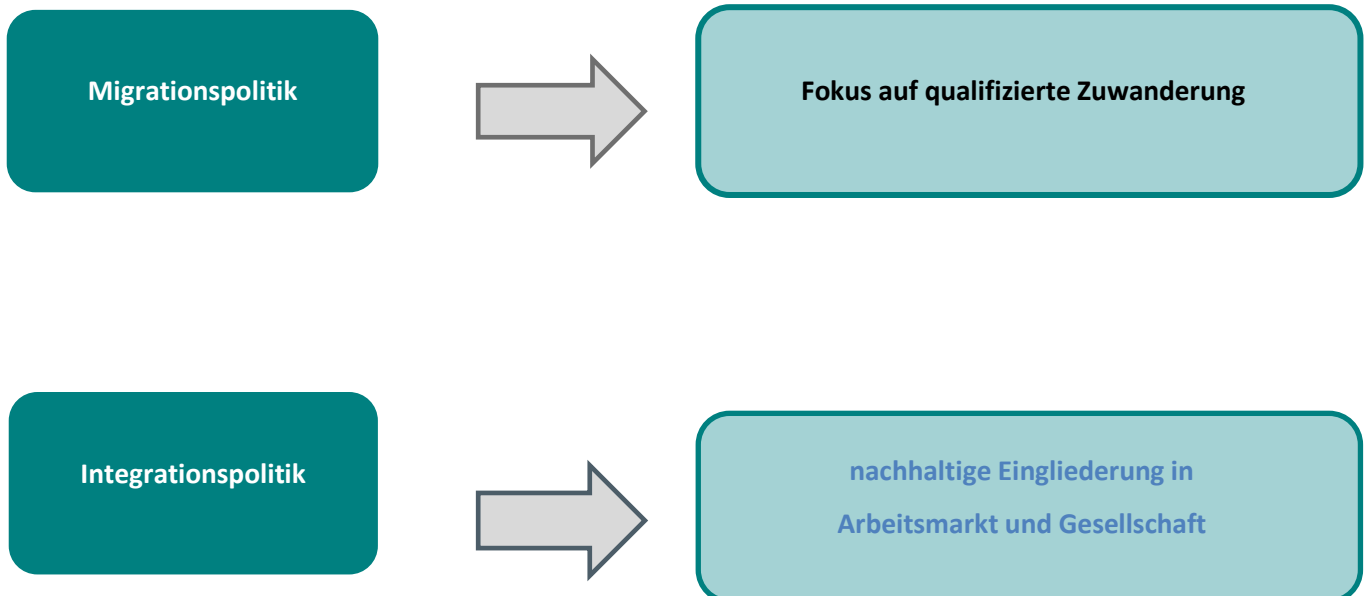 Migrationspolitik
Fokus auf qualifizierte Zuwanderung
Integrationspolitik
nachhaltige Eingliederung in
Arbeitsmarkt und Gesellschaft